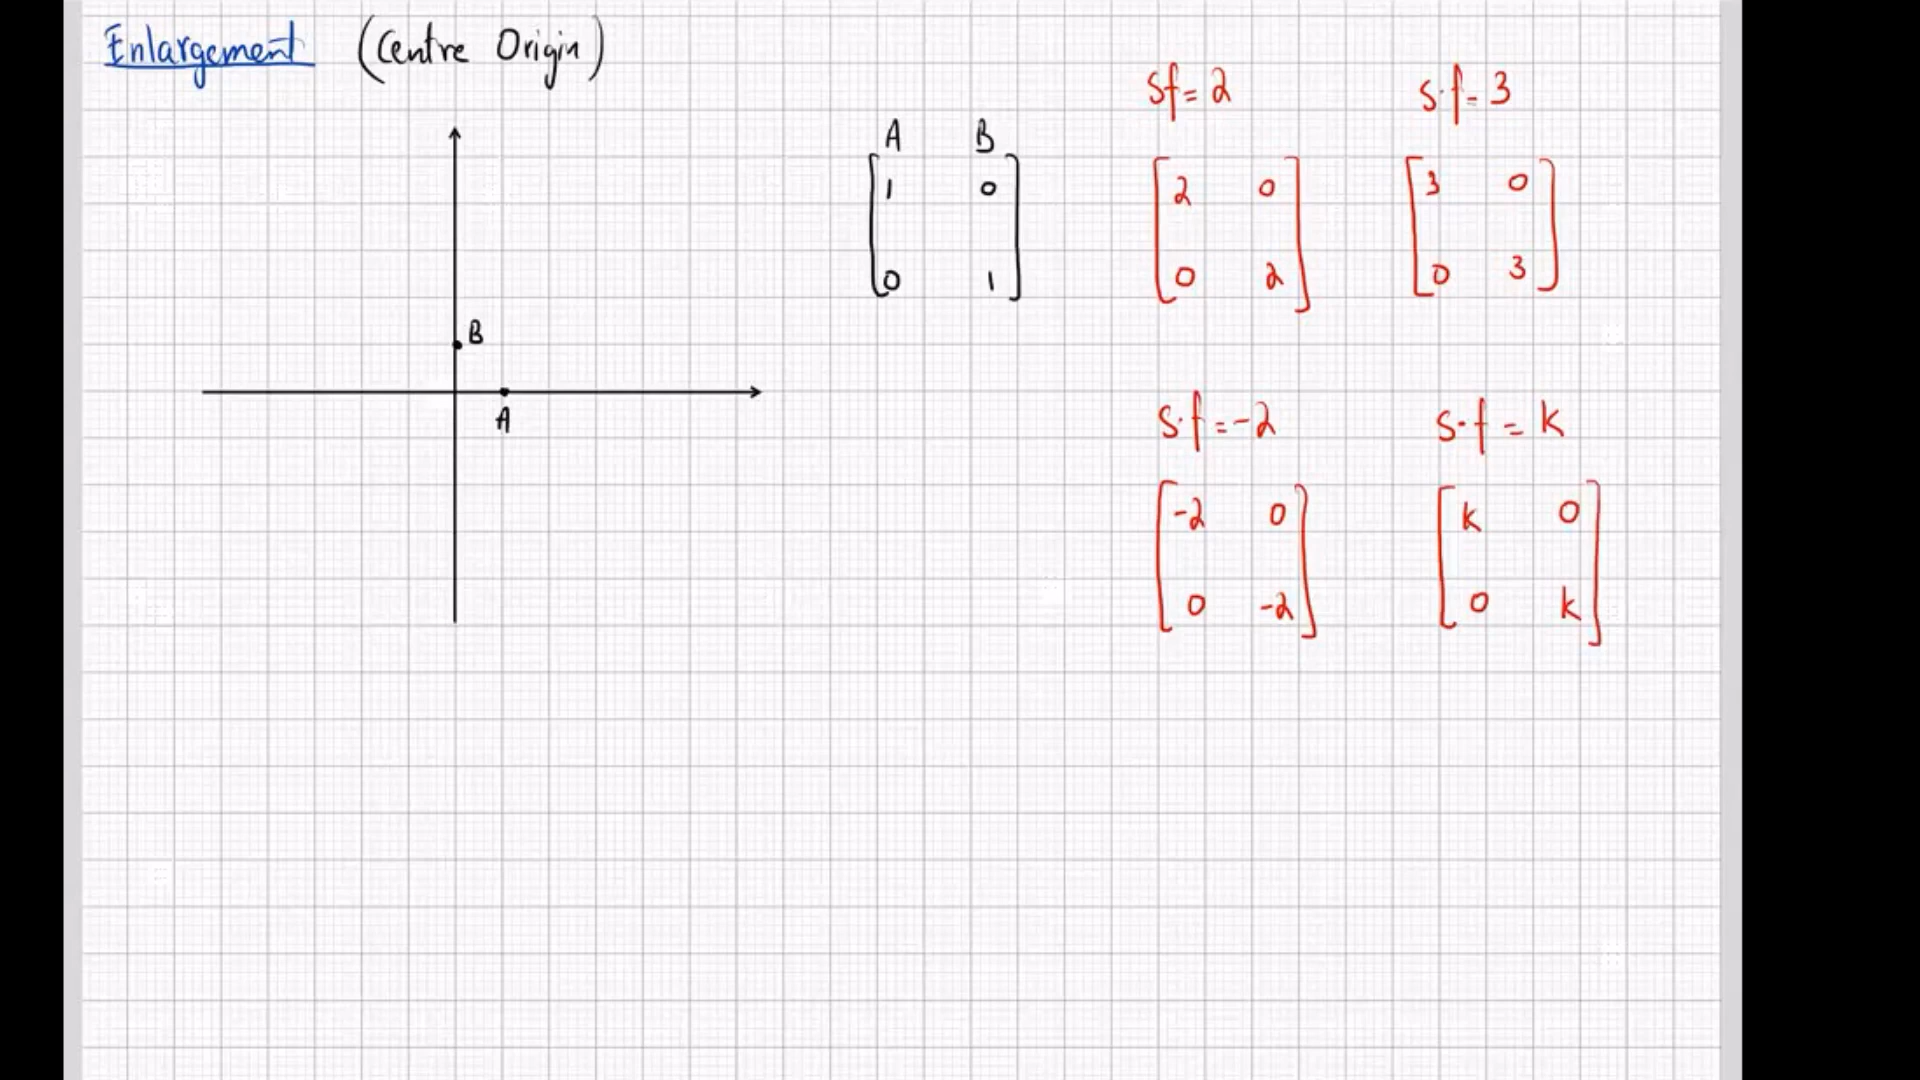 Enlargement (Centre Origin)
Sf = 2
s.f = 3
A B
1 0
0 1
2 0
0 2
3 0
0 3
B
A
s.f = -2
s.f = k
-2 0
0 -2
k 0
0 k